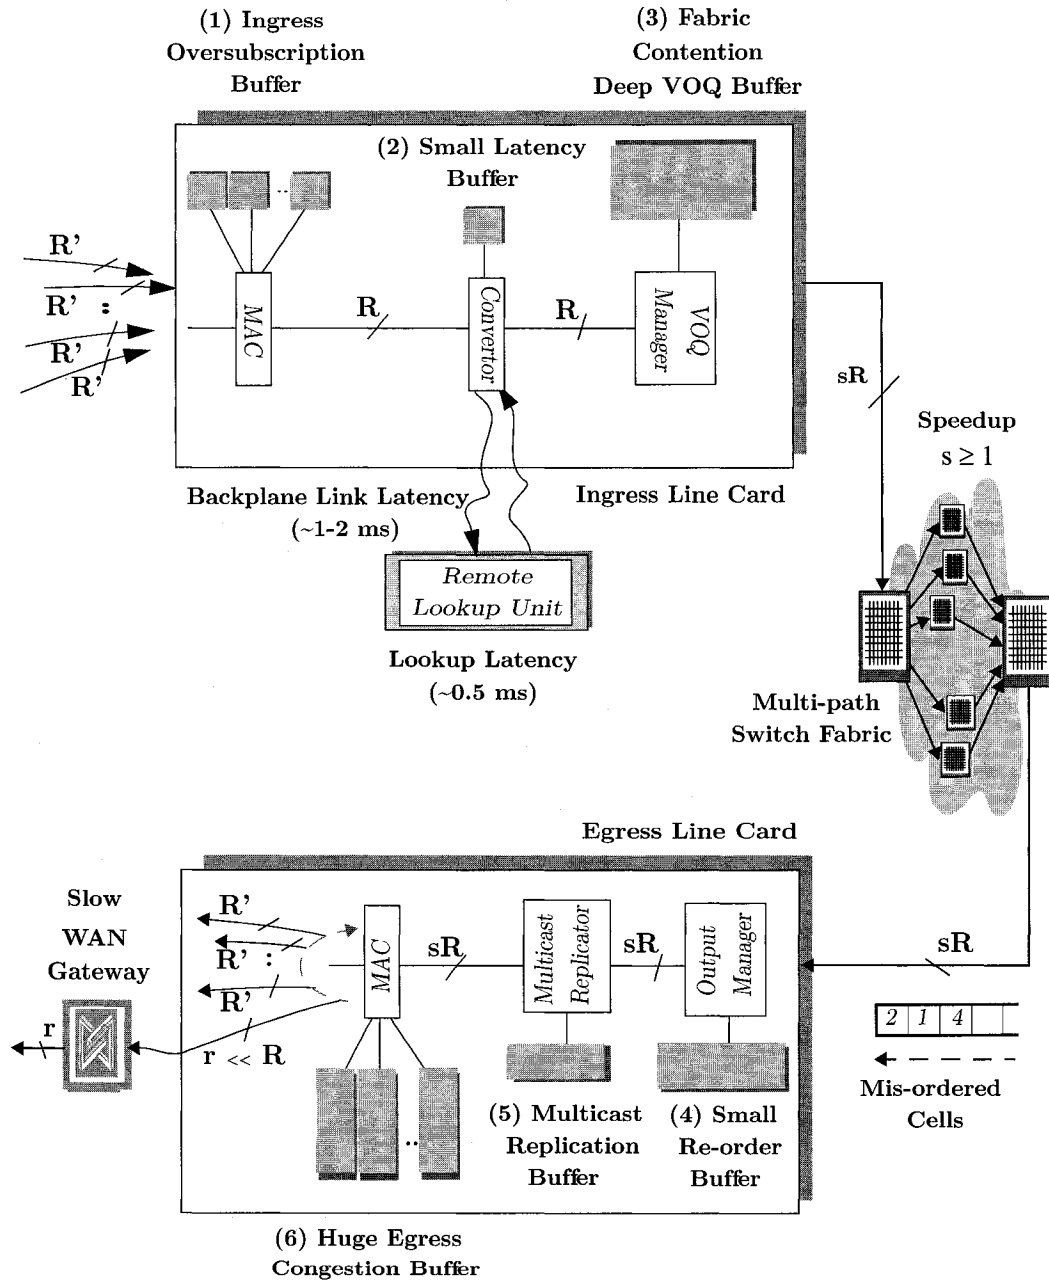 (1) Ingress
Oversubscription
Buffer
(3) Fabric
Contention
Deep VOQ Buffer
(2) Small Latency
Buffer
..
R'
R' :
R'
R'
MAC
R
Convertor
R
VOQ
Manager
sR
Speedup
s ≥ 1
Backplane Link Latency
(~1-2 ms)
Ingress Line Card
Remote
Lookup Unit
Lookup Latency
(~0.5 ms)
Multi-path
Switch Fabric
Egress Line Card
Slow
WAN
Gateway
r
R'
R' :
R'
r << R
MAC
sR
Multicast
Replicator
sR
Output
Manager
sR
2 1 4
Mis-ordered
Cells
..
(5) Multicast
Replication
Buffer
(4) Small
Re-order
Buffer
(6) Huge Egress
Congestion Buffer